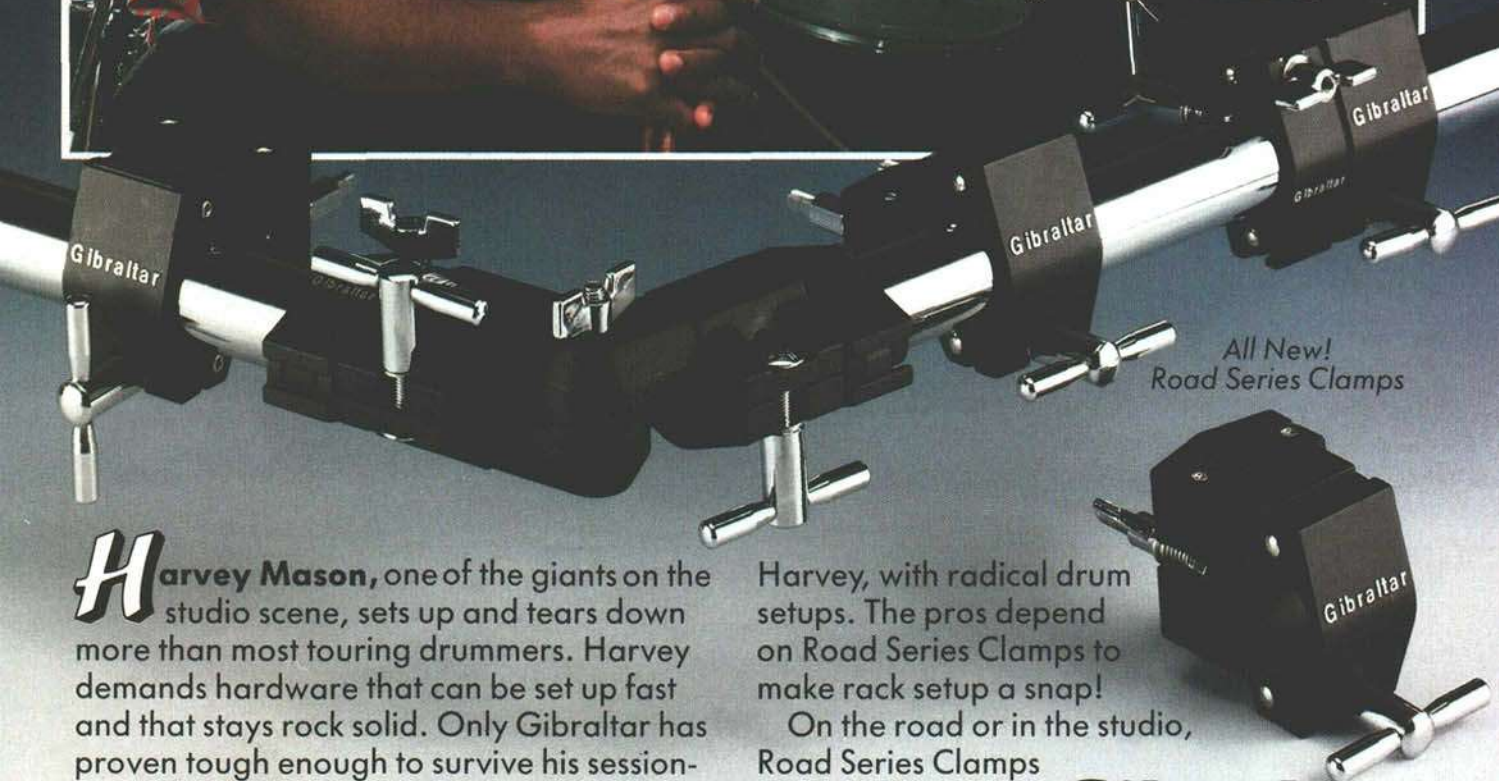 Gibraltar
Gibraltar
Gibraltar
Gibraltar
Gibraltar
Gibraltar
All New!
Road Series Clamps
Gibraltar
Harvey Mason, one of the giants on the
studio scene, sets up and tears down
more than most touring drummers. Harvey
demands hardware that can be set up fast
and that stays rock solid. Only Gibraltar has
proven tough enough to survive his session-
Harvey, with radical drum
setups. The pros depend
on Road Series Clamps to
make rack setup a snap!
On the road or in the studio,
Road Series Clamps